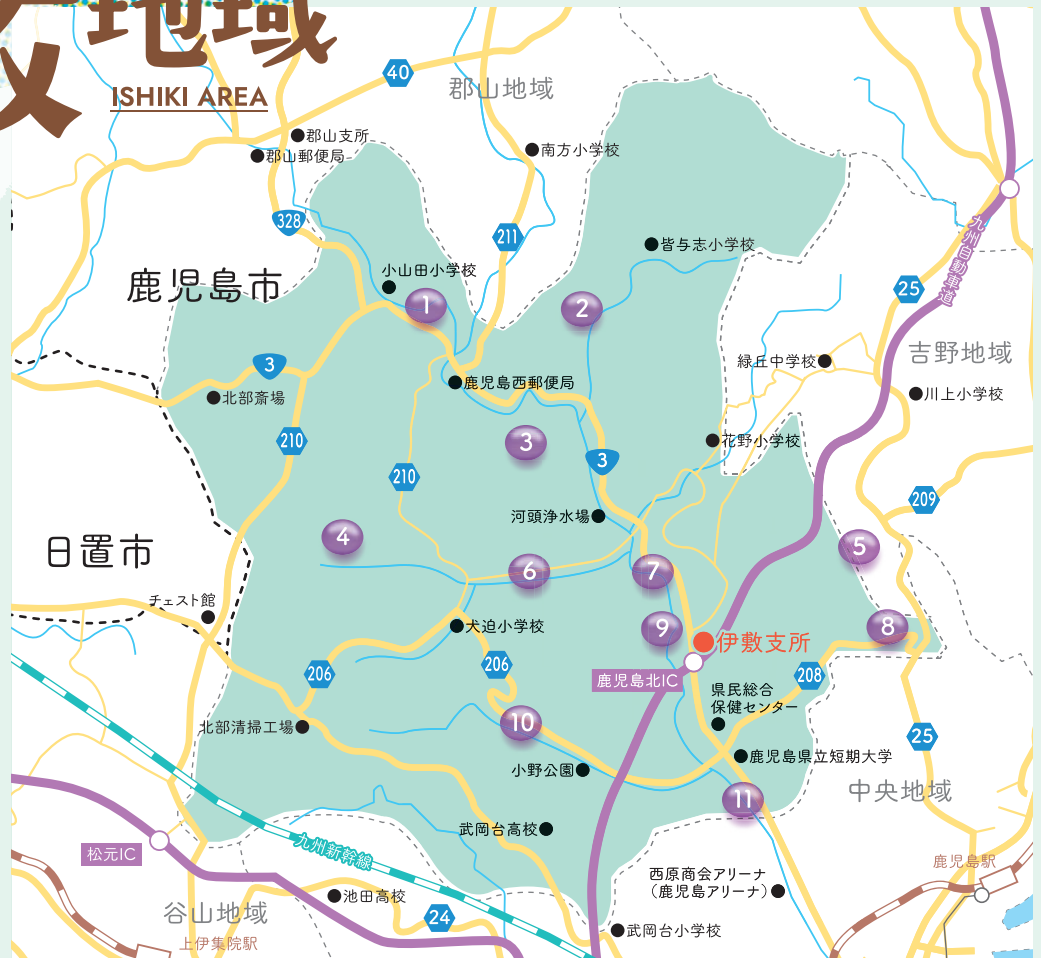 地域
ISHIKI AREA
40
郡山地域
郡山支所
郡山郵便局
南方小学校
328
211
九州自動車道
皆与志小学校
小山田小学校
鹿児島市
1
2
25
吉野地域
緑丘中学校
川上小学校
3
北部斎場
鹿児島西郵便局
210
3
花野小学校
3
210
209
河頭浄水場
4
5
日置市
6
7
チェスト館
犬迫小学校
9
8
伊敷支所
206
206
鹿児島北IC
208
県民総合
保健センター
北部清掃工場
10
25
鹿児島県立短期大学
小野公園
中央地域
11
武岡台高校
松元IC
九州新幹線
鹿児島駅
西原商会アリーナ
（鹿児島アリーナ）
池田高校
谷山地域
24
武岡台小学校
上伊集院駅